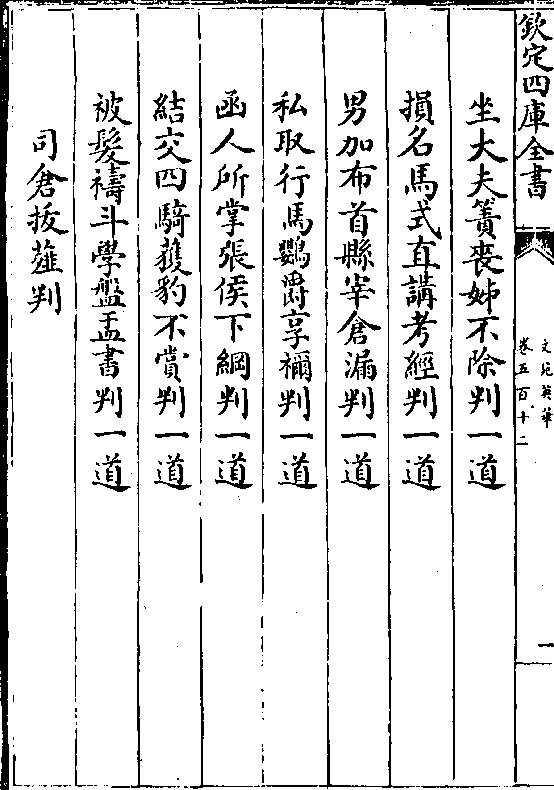 欽定四庫全書
文苑英華
卷五百十二
一
坐大夫簀喪姊不除判一道
損名馬式直講考經判一道
男加布首縣宰倉漏判一道
私取行馬鸚爵享禰判一道
函人所掌張侯下綱判一道
結交四騎獲豹不賞判一道
被髮禱斗學盤盂書判一道
司倉拔薤判